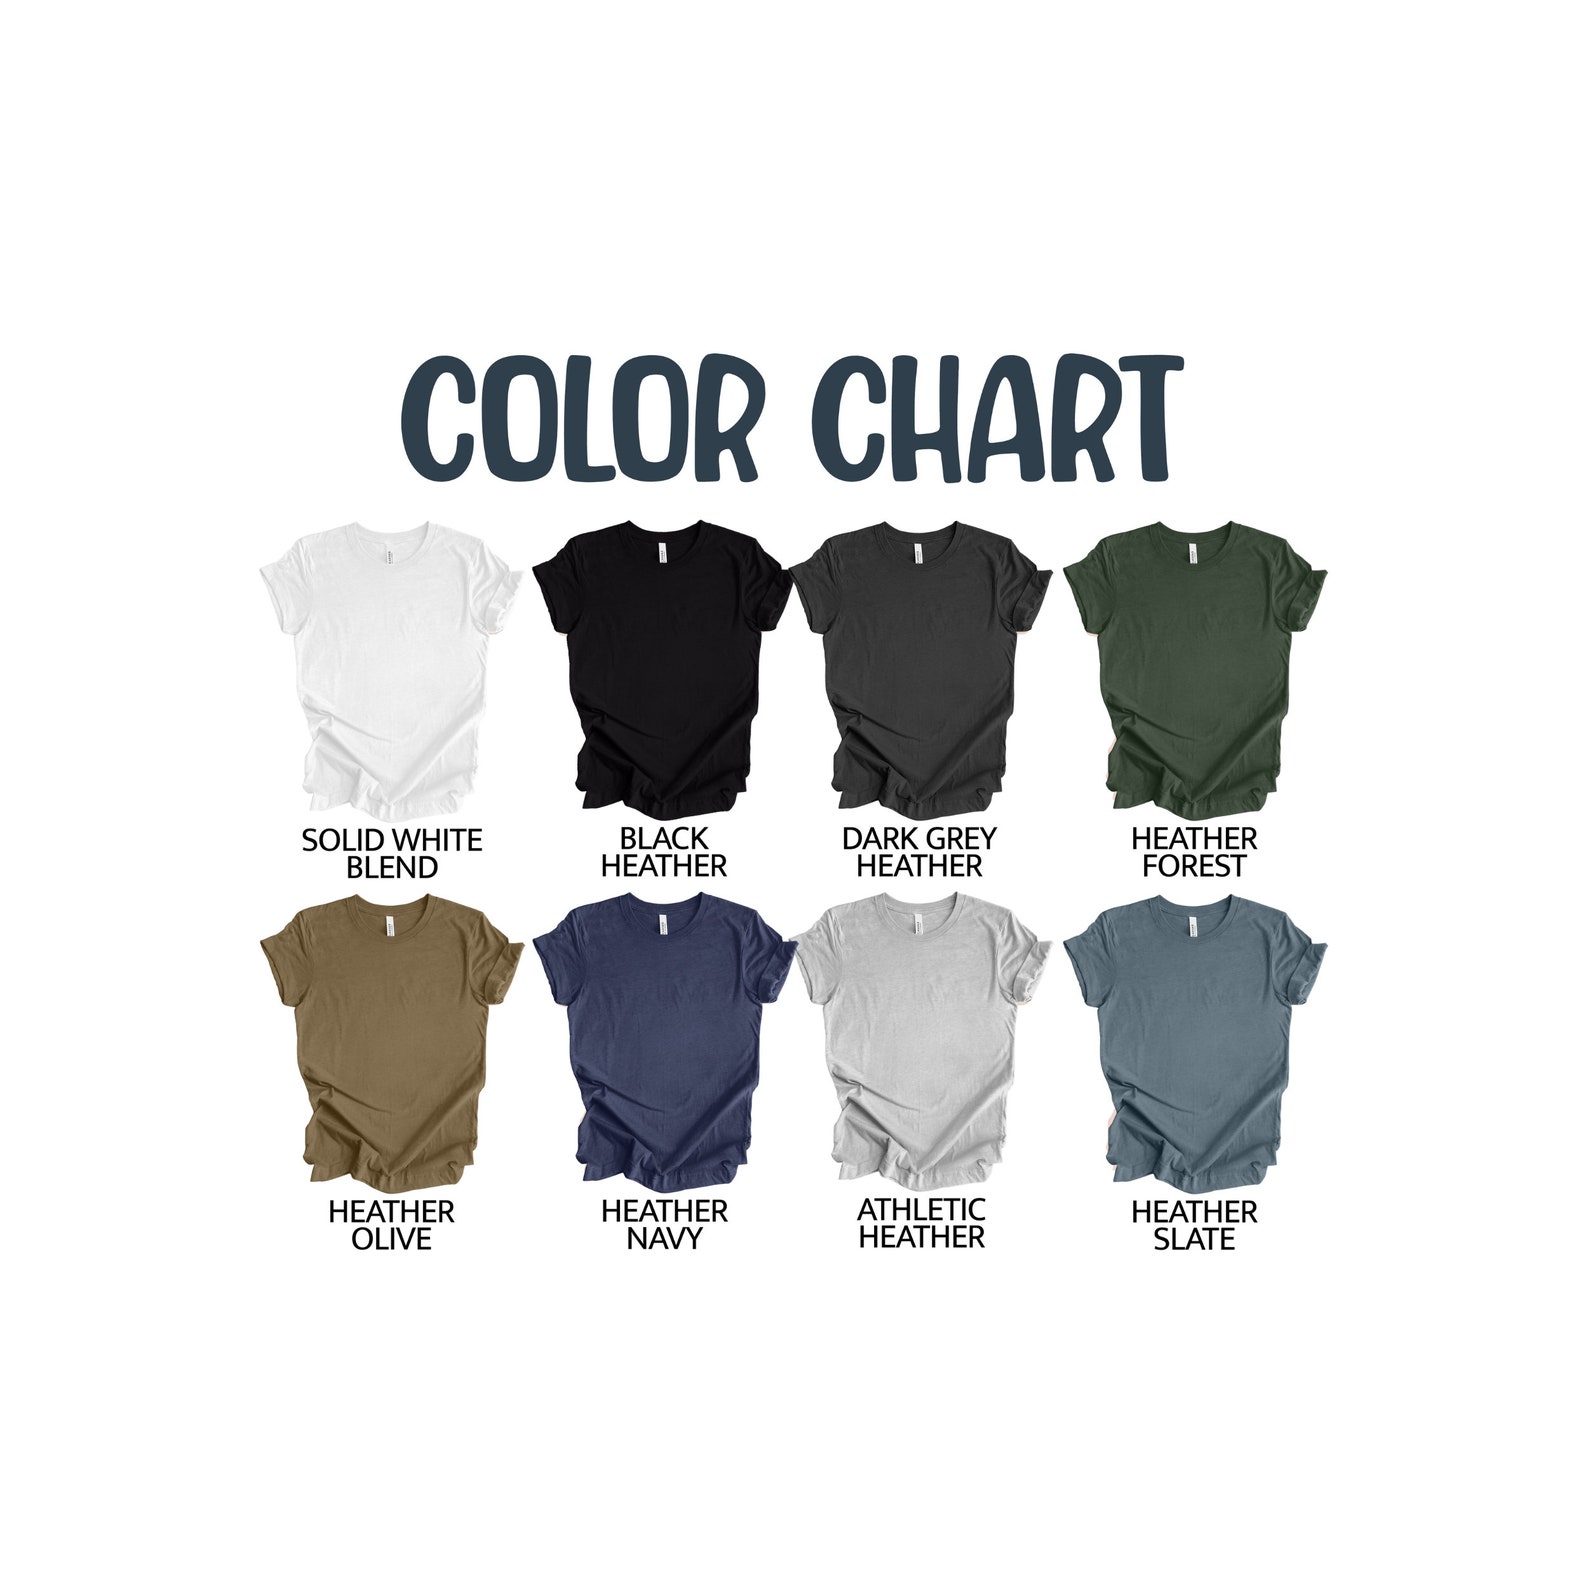 COLOR CHART
SOLID WHITE
BLEND
BLACK
HEATHER
DARK GREY
HEATHER
HEATHER
FOREST
HEATHER
OLIVE
HEATHER
NAVY
ATHLETIC
HEATHER
HEATHER
SLATE